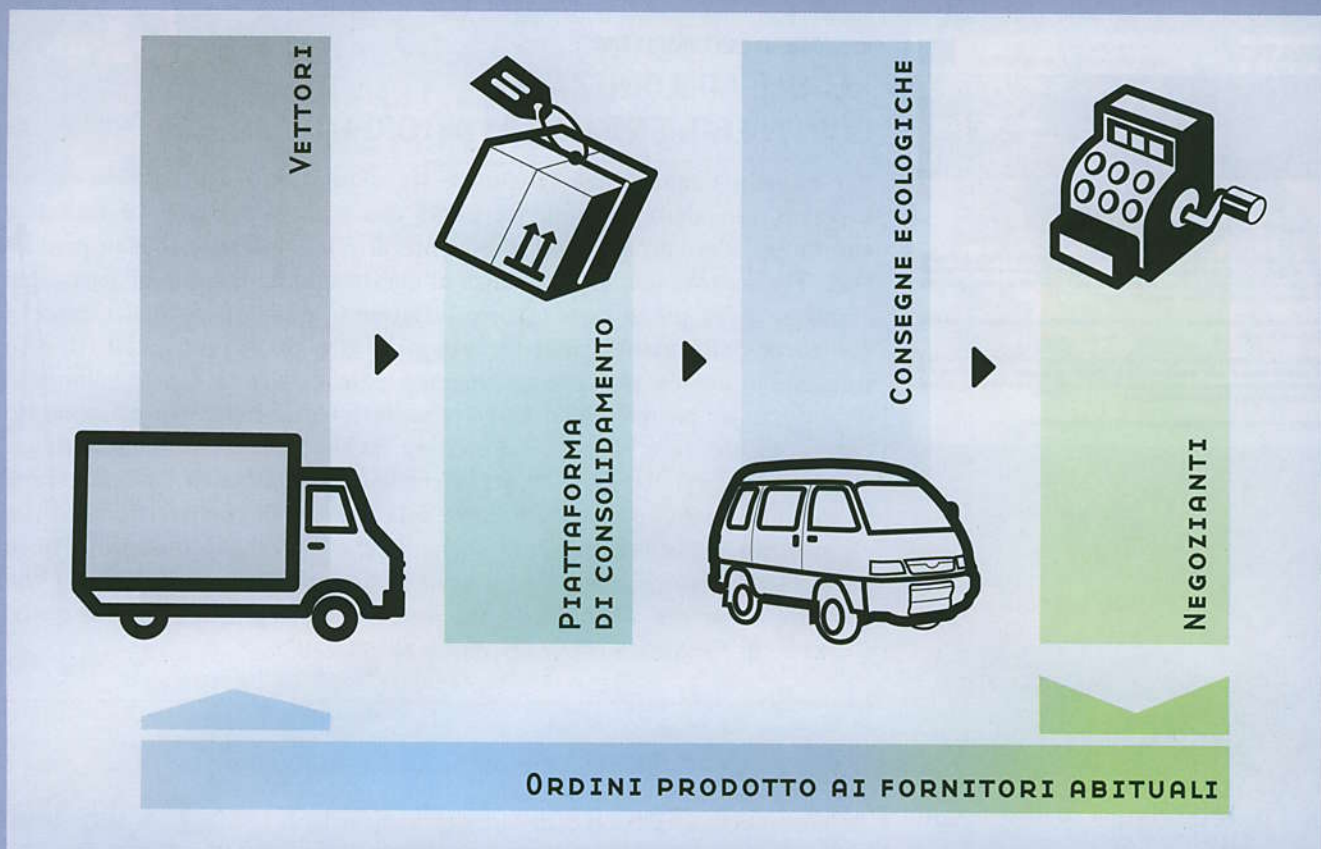 VETTORI
PIATTAFORMA
DI CONSOLIDAMENTO
CONSEGNE ECOLOGICHE
NEGOZIANTI
ORDINI PRODOTTO AI FORNITORI ABITUALI